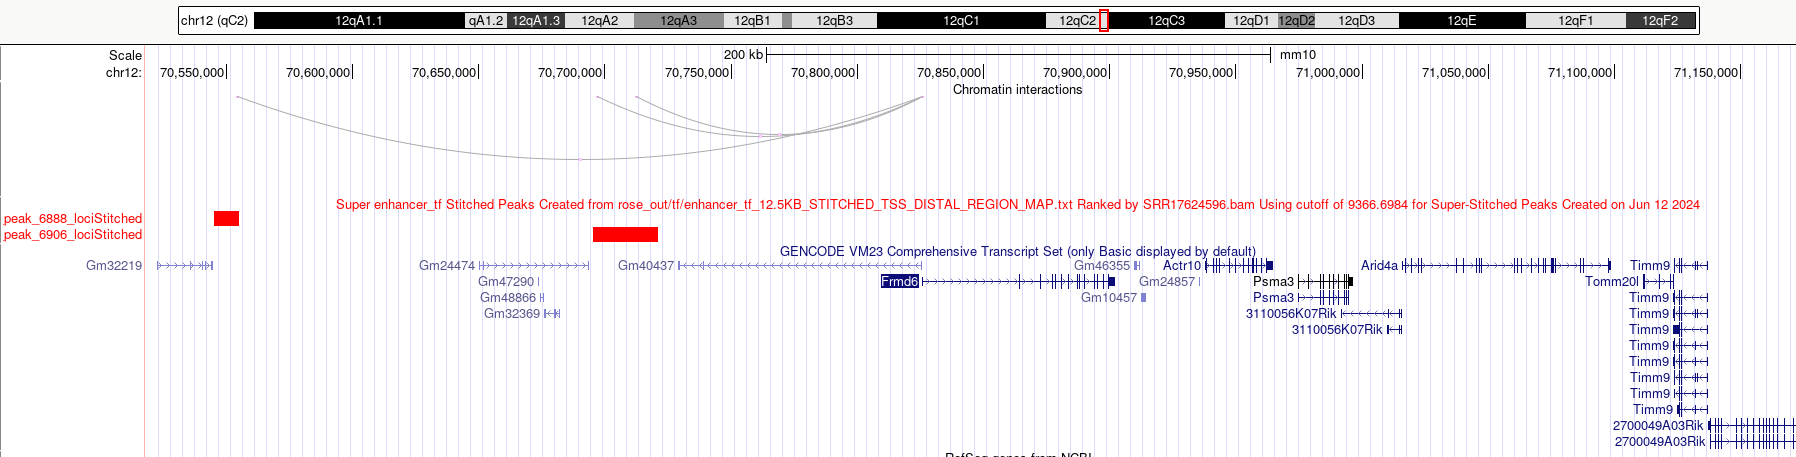 chr12 (qC2) 12qA1.1 qA1.2 12qA1.3 12qA2 12qA3 12qB1 12qB3 12qC1 12qC2 12qC3 12qD1 12qD2 12qD3 12qE 12qF1 12qF2
Scale 200 kb mm10
chr12: 70,550,000 70,600,000 70,650,000 70,700,000 70,750,000 70,800,000 70,850,000 70,900,000 70,950,000 71,000,000 71,050,000 71,100,000 71,150,000
Chromatin interactions
Super enhancer_tf Stitched Peaks Created from rose_out/tf/enhancer_tf_12.5KB_STITCHED_TSS_DISTAL_REGION_MAP.txt Ranked by SRR17624596.bam Using cutoff of 9366.6984 for Super-Stitched Peaks Created on Jun 12 2024
peak_6888_lociStitched
peak_6906_lociStitched
GENCODE VM23 Comprehensive Transcript Set (only Basic displayed by default)
Gm32219 Gm24474 Gm40437 Gm46355 Actr10 Arid4a Timm9
Gm47290 Frmd6 Gm24857 Psma3 Tomm20l
Gm48866 Gm10457 Psma3 Timm9
Gm32369 3110056K07Rik Timm9
3110056K07Rik Timm9
Timm9
Timm9
Timm9
Timm9
Timm9
2700049A03Rik
2700049A03Rik
RefSeq genes from NCBI